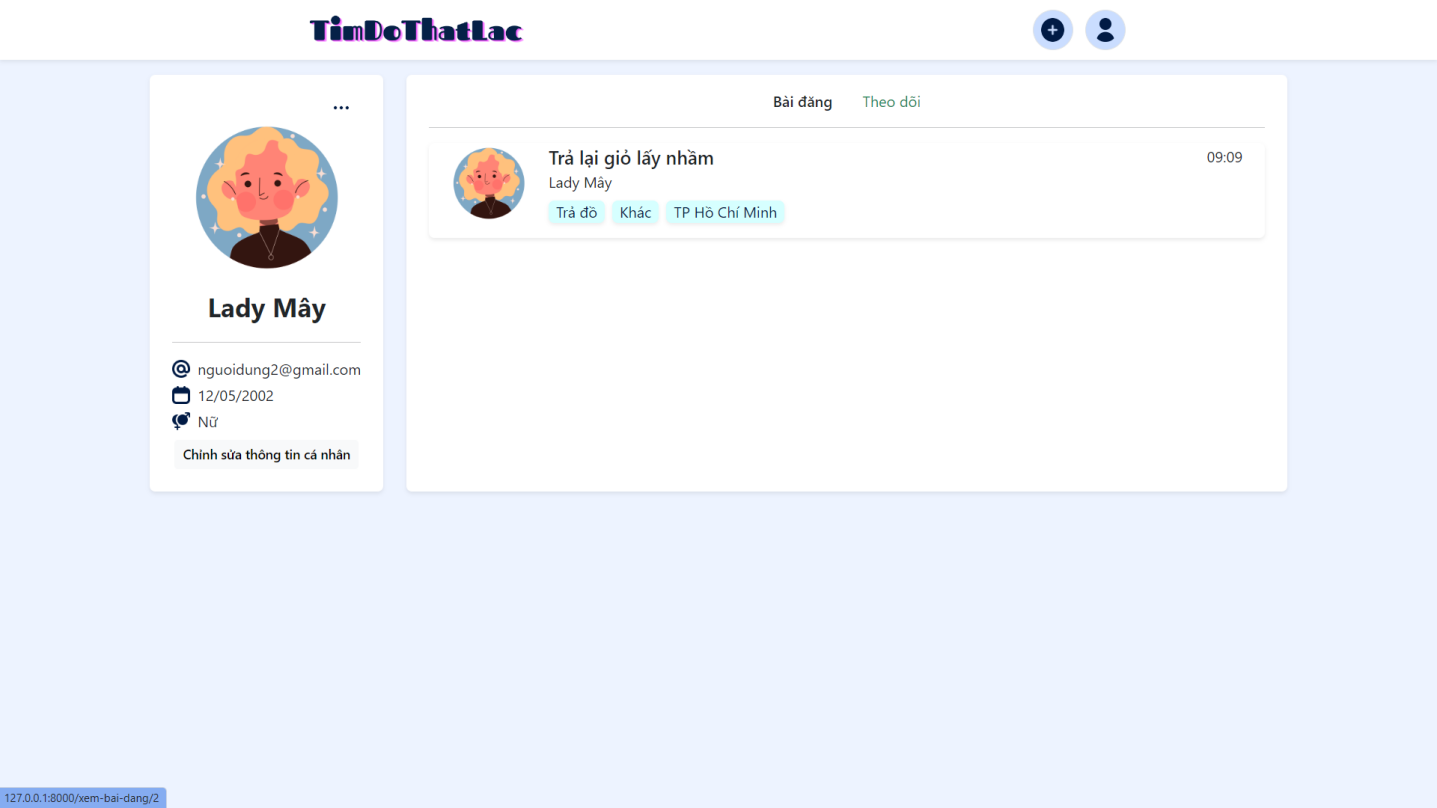 TimDoThatLac
Lady Mây
nguoidung2@gmail.com
12/05/2002
Nữ
Chỉnh sửa thông tin cá nhân
Bài đăng
Theo dõi
Trả lại giỏ lấy nhầm
09:09
Lady Mây
Trả đồ
Khác
TP Hồ Chí Minh
127.0.0.1:8000/xem-bai-dang/2